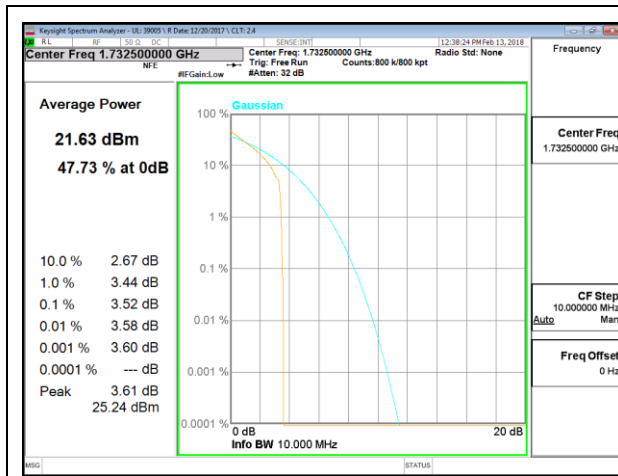 Keysight Spectrum Analyzer - UL: 39005 \ R Date: 12/20/2017 \ CLT: 2.4
RL RF 50 Ω DC SENSE:INT 12:38:24 PM Feb 13, 2018
Center Freq 1.732500000 GHz
NFE
#IFGain:Low
Center Freq: 1.732500000 GHz
Trig: Free Run Counts:800 k/800 kpt
#Atten: 32 dB
Radio Std: None
Frequency
Average Power
21.63 dBm
47.73 % at 0dB
10.0 % 2.67 dB
1.0 % 3.44 dB
0.1 % 3.52 dB
0.01 % 3.58 dB
0.001 % 3.60 dB
0.0001 % --- dB
Peak 3.61 dB
25.24 dBm
Gaussian
100 %
10 %
1 %
0.1 %
0.01 %
0.001 %
0.0001 %
0 dB 20 dB
Info BW 10.000 MHz
Center Freq
1.732500000 GHz
CF Step
10.000000 MHz
Auto Man
Freq Offset
0 Hz
MSG STATUS